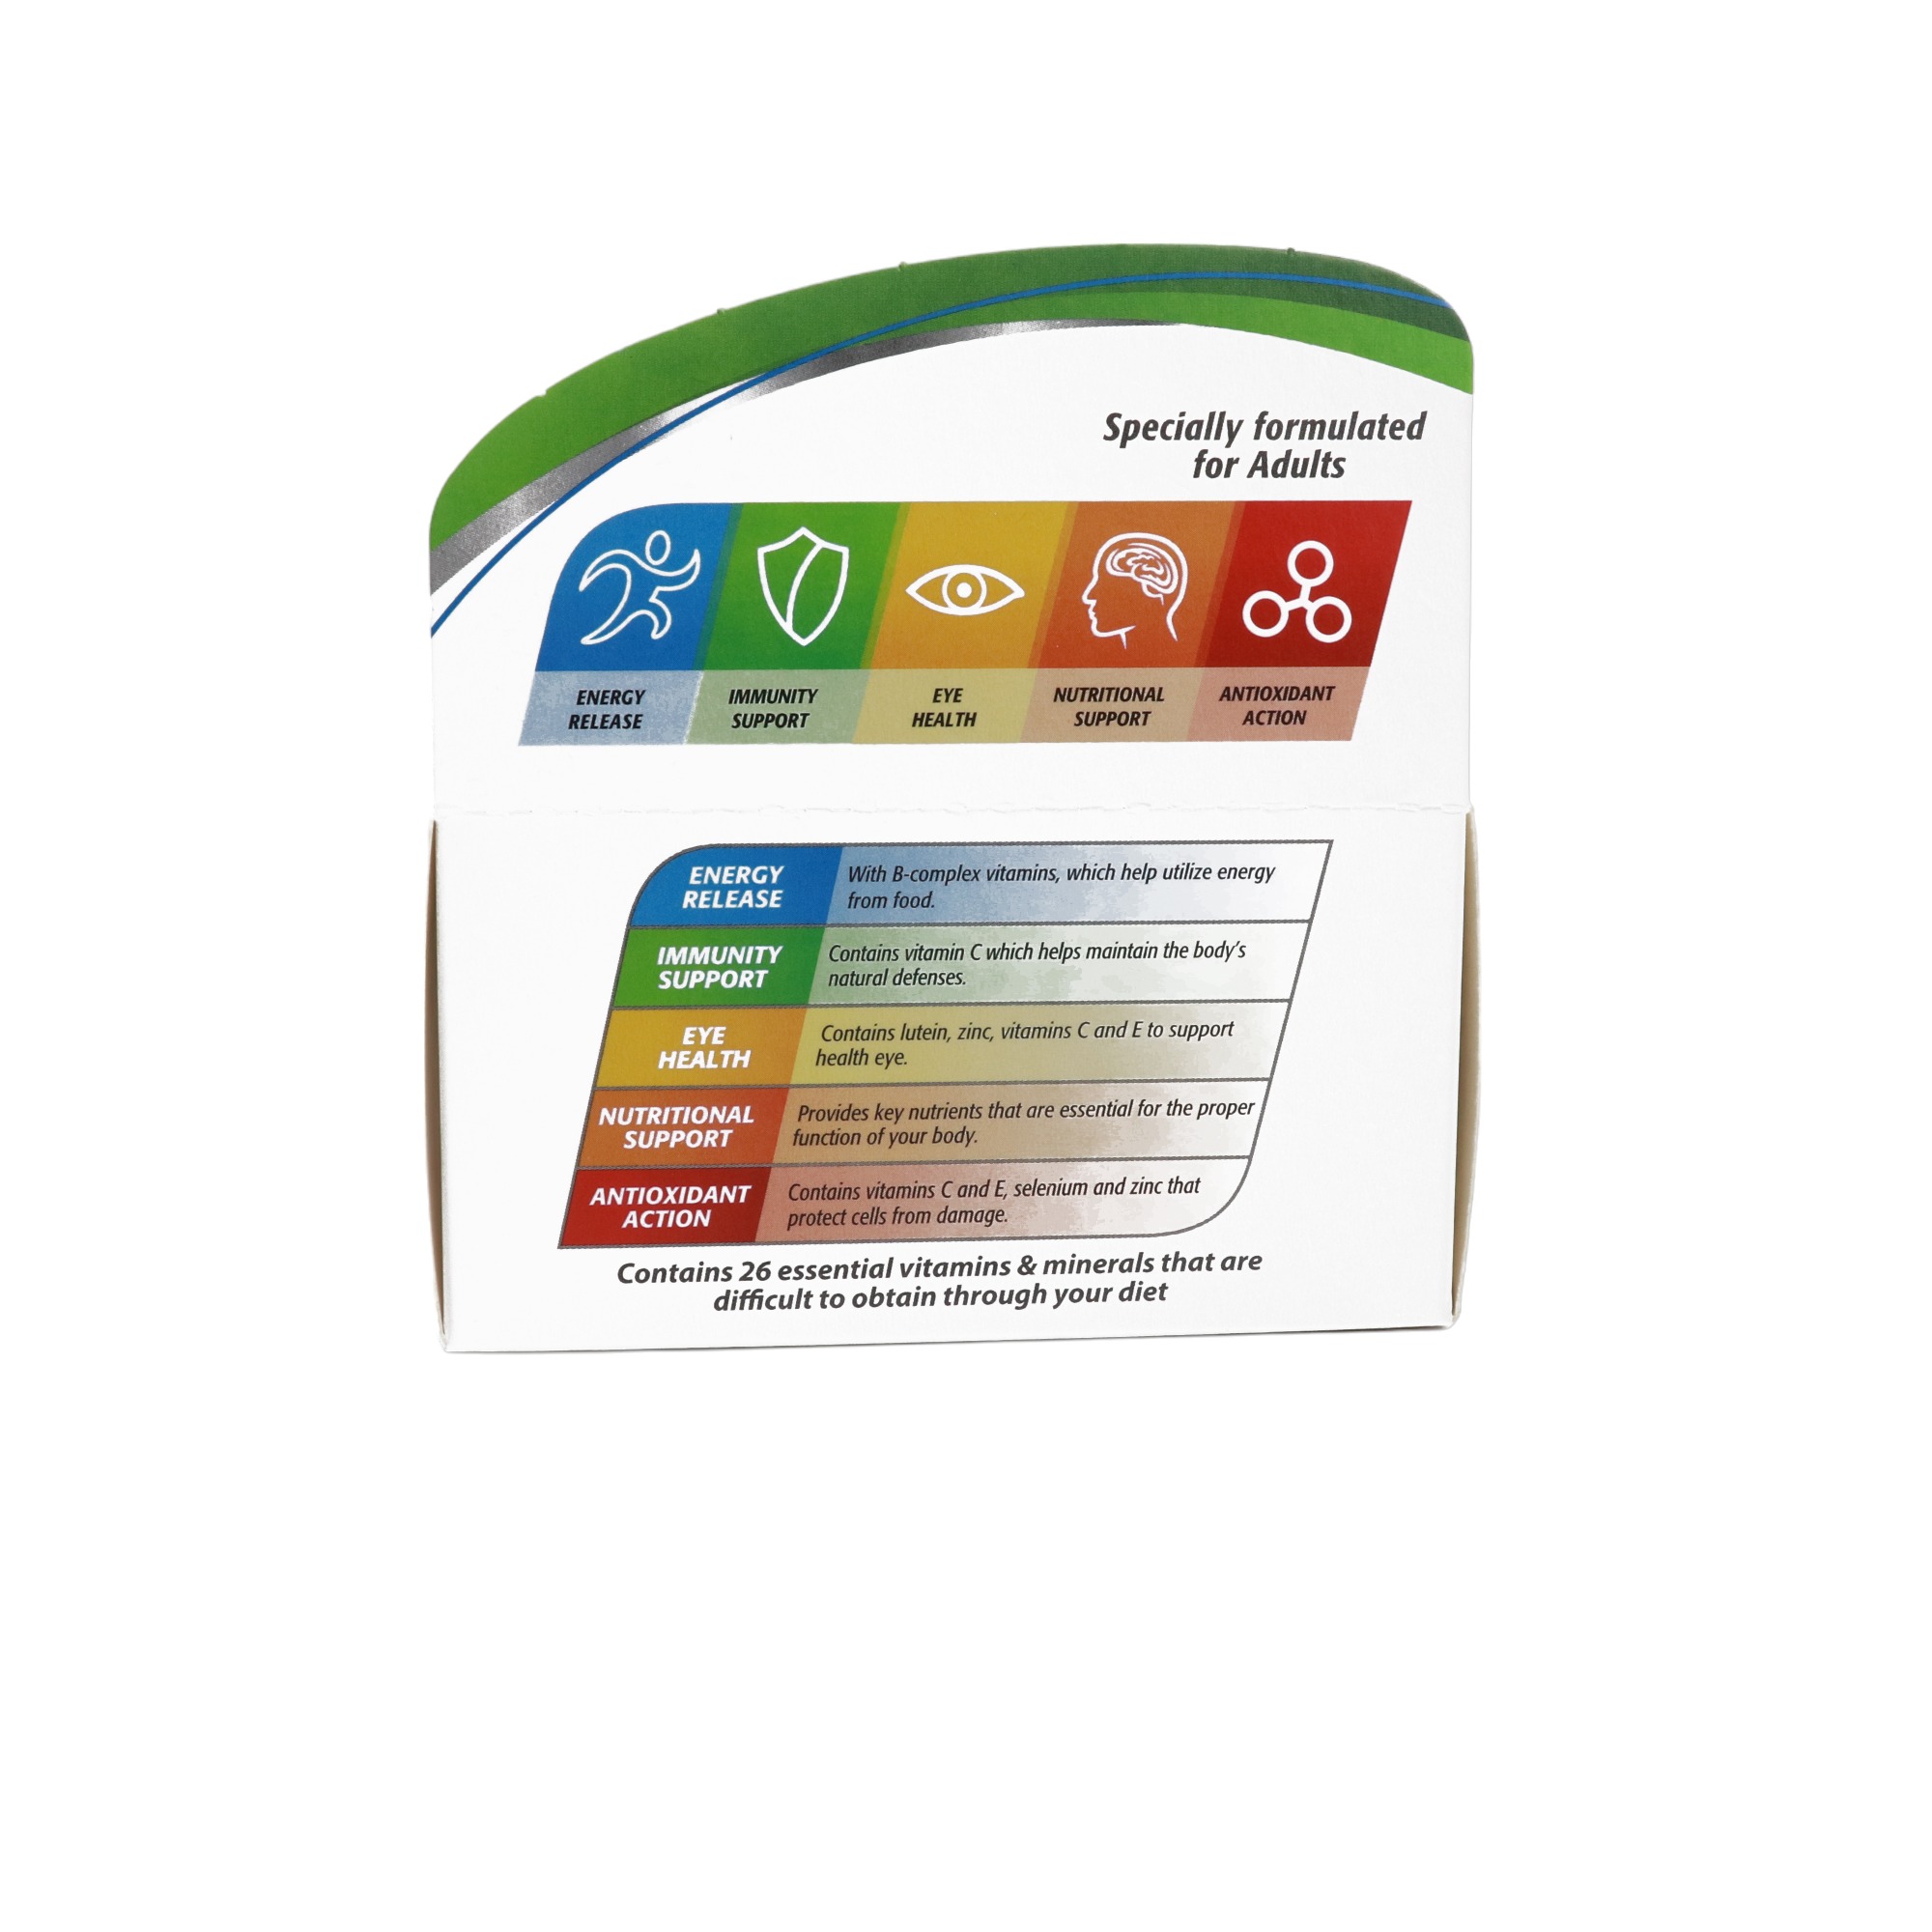 Specially formulated
for Adults
ENERGY
RELEASE
IMMUNITY
SUPPORT
EYE
HEALTH
NUTRITIONAL
SUPPORT
ANTIOXIDANT
ACTION
ENERGY
RELEASE
With B-complex vitamins, which help utilize energy
from food.
IMMUNITY
SUPPORT
Contains vitamin C which helps maintain the body's
natural defenses.
EYE
HEALTH
Contains lutein, zinc, vitamins C and E to support
health eye.
NUTRITIONAL
SUPPORT
Provides key nutrients that are essential for the proper
function of your body.
ANTIOXIDANT
ACTION
Contains vitamins C and E, selenium and zinc that
protect cells from damage.
Contains 26 essential vitamins & minerals that are
difficult to obtain through your diet